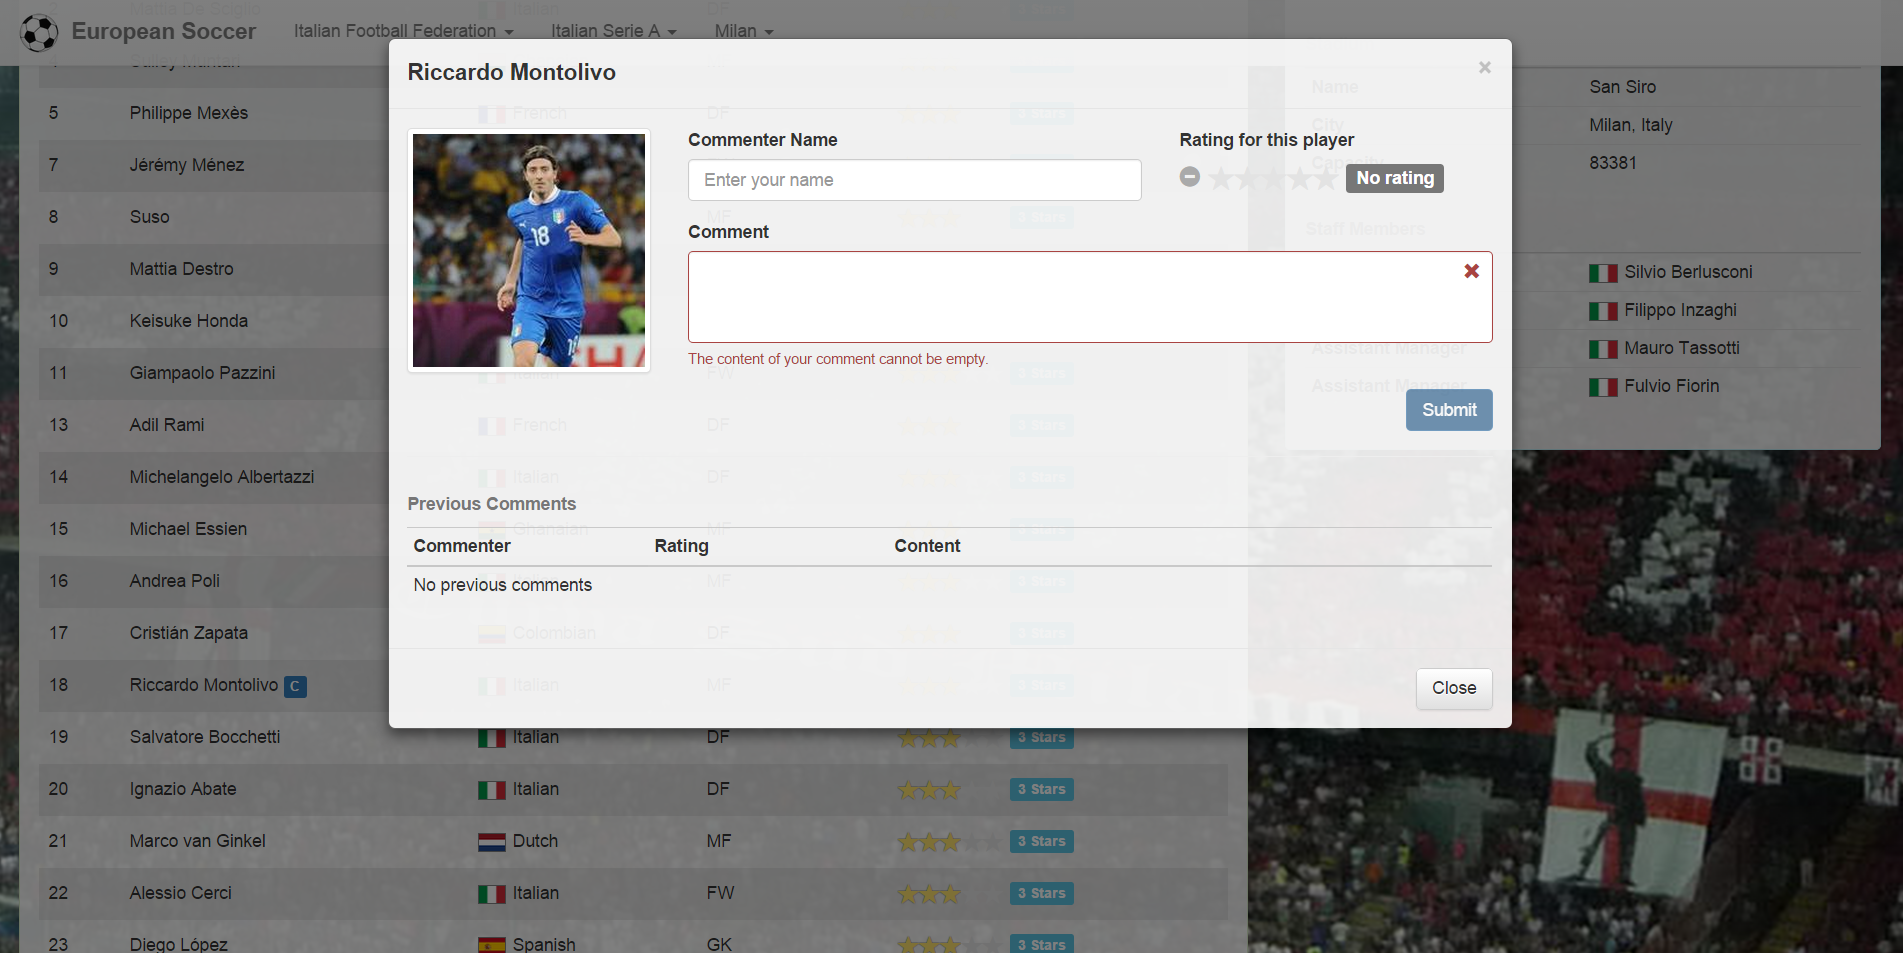 European Soccer
Italian Football Federation
Italian Serie A
Milan
Riccardo Montolivo
×
Commenter Name
Enter your name
Rating for this player
No rating
Comment
The content of your comment cannot be empty.
Submit
Previous Comments
Commenter Rating Content
No previous comments
Close
18
5 Philippe Mexès French DF 3 Stars
7 Jérémy Ménez
8 Suso MF 3 Stars
9 Mattia Destro
10 Keisuke Honda
11 Giampaolo Pazzini Italian FW 3 Stars
13 Adil Rami French DF 3 Stars
14 Michelangelo Albertazzi Italian DF 3 Stars
15 Michael Essien Ghanaian MF
16 Andrea Poli MF 3 Stars
17 Cristián Zapata Colombian DF 3 Stars
18 Riccardo Montolivo C Italian MF 3 Stars
19 Salvatore Bocchetti Italian DF 3 Stars
20 Ignazio Abate Italian DF 3 Stars
21 Marco van Ginkel Dutch MF 3 Stars
22 Alessio Cerci Italian FW 3 Stars
23 Diego López Spanish GK 3 Stars
Name San Siro
City Milan, Italy
Capacity 83381
Staff Members
Silvio Berlusconi
Filippo Inzaghi
Assistant Manager Mauro Tassotti
Assistant Manager Fulvio Fiorin